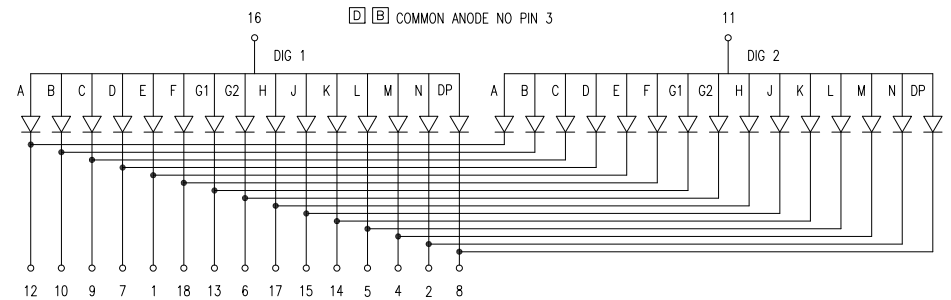 16 D B COMMON ANODE NO PIN 3 11
DIG 1 DIG 2
A B C D E F G1 G2 H J K L M N DP A B C D E F G1 G2 H J K L M N DP
12 10 9 7 1 18 13 6 17 15 14 5 4 2 8